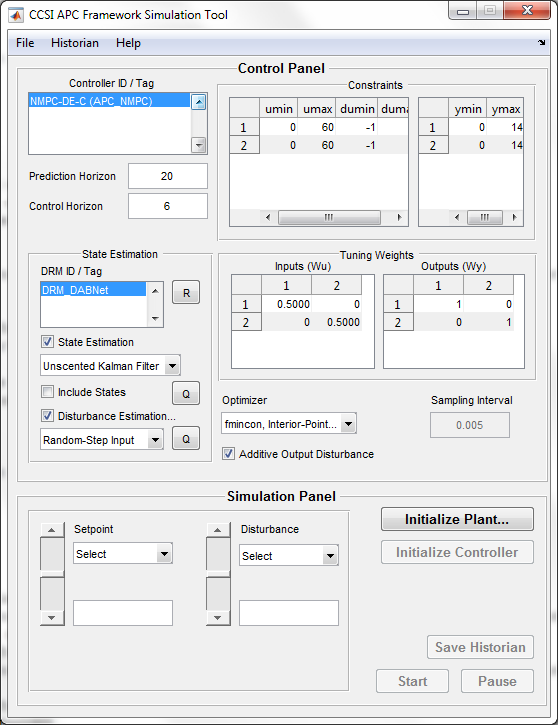 CCSI APC Framework Simulation Tool
File Historian Help
Control Panel
Controller ID / Tag
NMPC-DE-C (APC_NMPC)
Prediction Horizon 20
Control Horizon 6
Constraints
umin umax dumin duma
1 0 60 -1
2 0 60 -1
ymin ymax
1 0 14
2 0 14
State Estimation
DRM ID / Tag
DRM_DABNet
R
State Estimation
Unscented Kalman Filter
Include States
Q
Disturbance Estimation...
Random-Step Input
Q
Tuning Weights
Inputs (Wu)
1 2
1 0.5000 0
2 0 0.5000
Outputs (Wy)
1 2
1 1 0
2 0 1
Optimizer
fmincon, Interior-Point...
Sampling Interval
0.005
Additive Output Disturbance
Simulation Panel
Setpoint
Select
Disturbance
Select
Initialize Plant...
Initialize Controller
Save Historian
Start
Pause